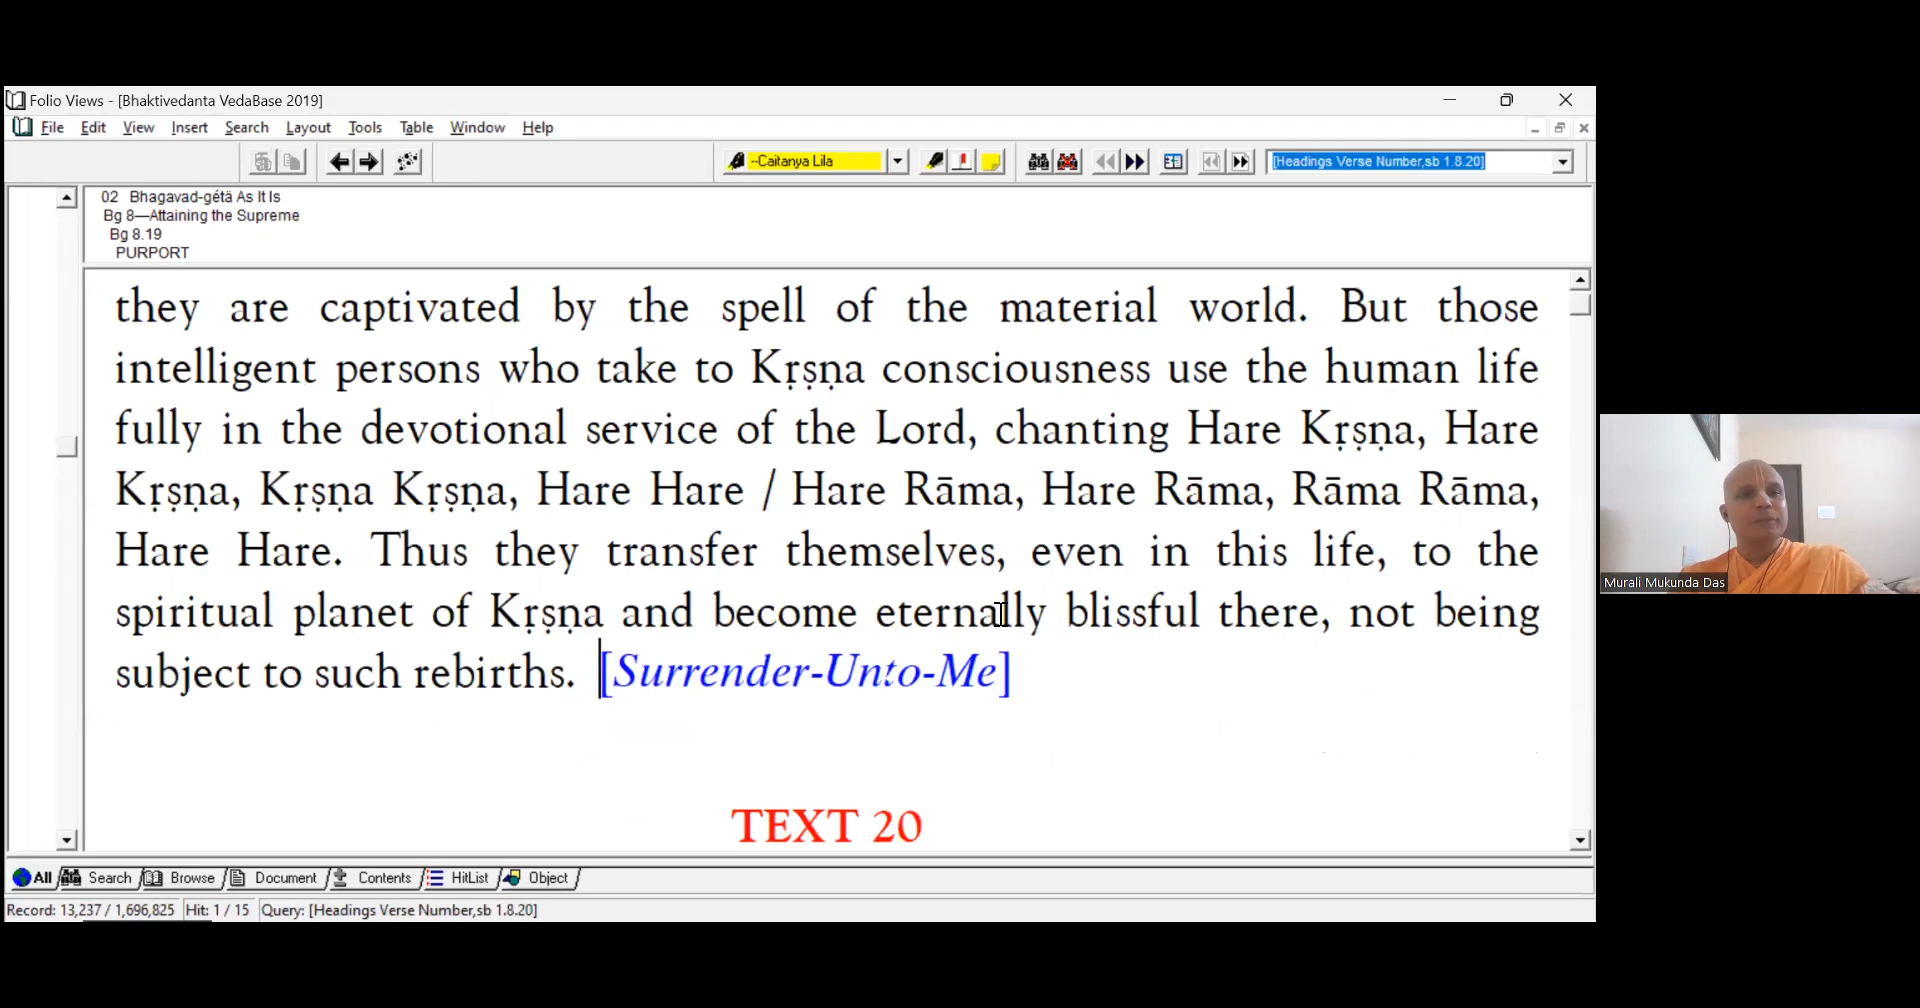 Folio Views - [Bhaktivedanta VedaBase 2019]
File Edit View Insert Search Layout Tools Table Window Help
--Caitanya Lila
[Headings Verse Number,sb 1.8.20]
02 Bhagavad-gétä As It Is
Bg 8—Attaining the Supreme
Bg 8.19
PURPORT
they are captivated by the spell of the material world. But those
intelligent persons who take to Kṛṣṇa consciousness use the human life
fully in the devotional service of the Lord, chanting Hare Kṛṣṇa, Hare
Kṛṣṇa, Kṛṣṇa Kṛṣṇa, Hare Hare / Hare Rāma, Hare Rāma, Rāma Rāma,
Hare Hare. Thus they transfer themselves, even in this life, to the
spiritual planet of Kṛṣṇa and become eternally blissful there, not being
subject to such rebirths. [Surrender-Unto-Me]
TEXT 20
Murali Mukunda Das
All Search Browse Document Contents HitList Object
Record: 13,237 / 1,696,825 Hit: 1 / 15 Query: [Headings Verse Number,sb 1.8.20]